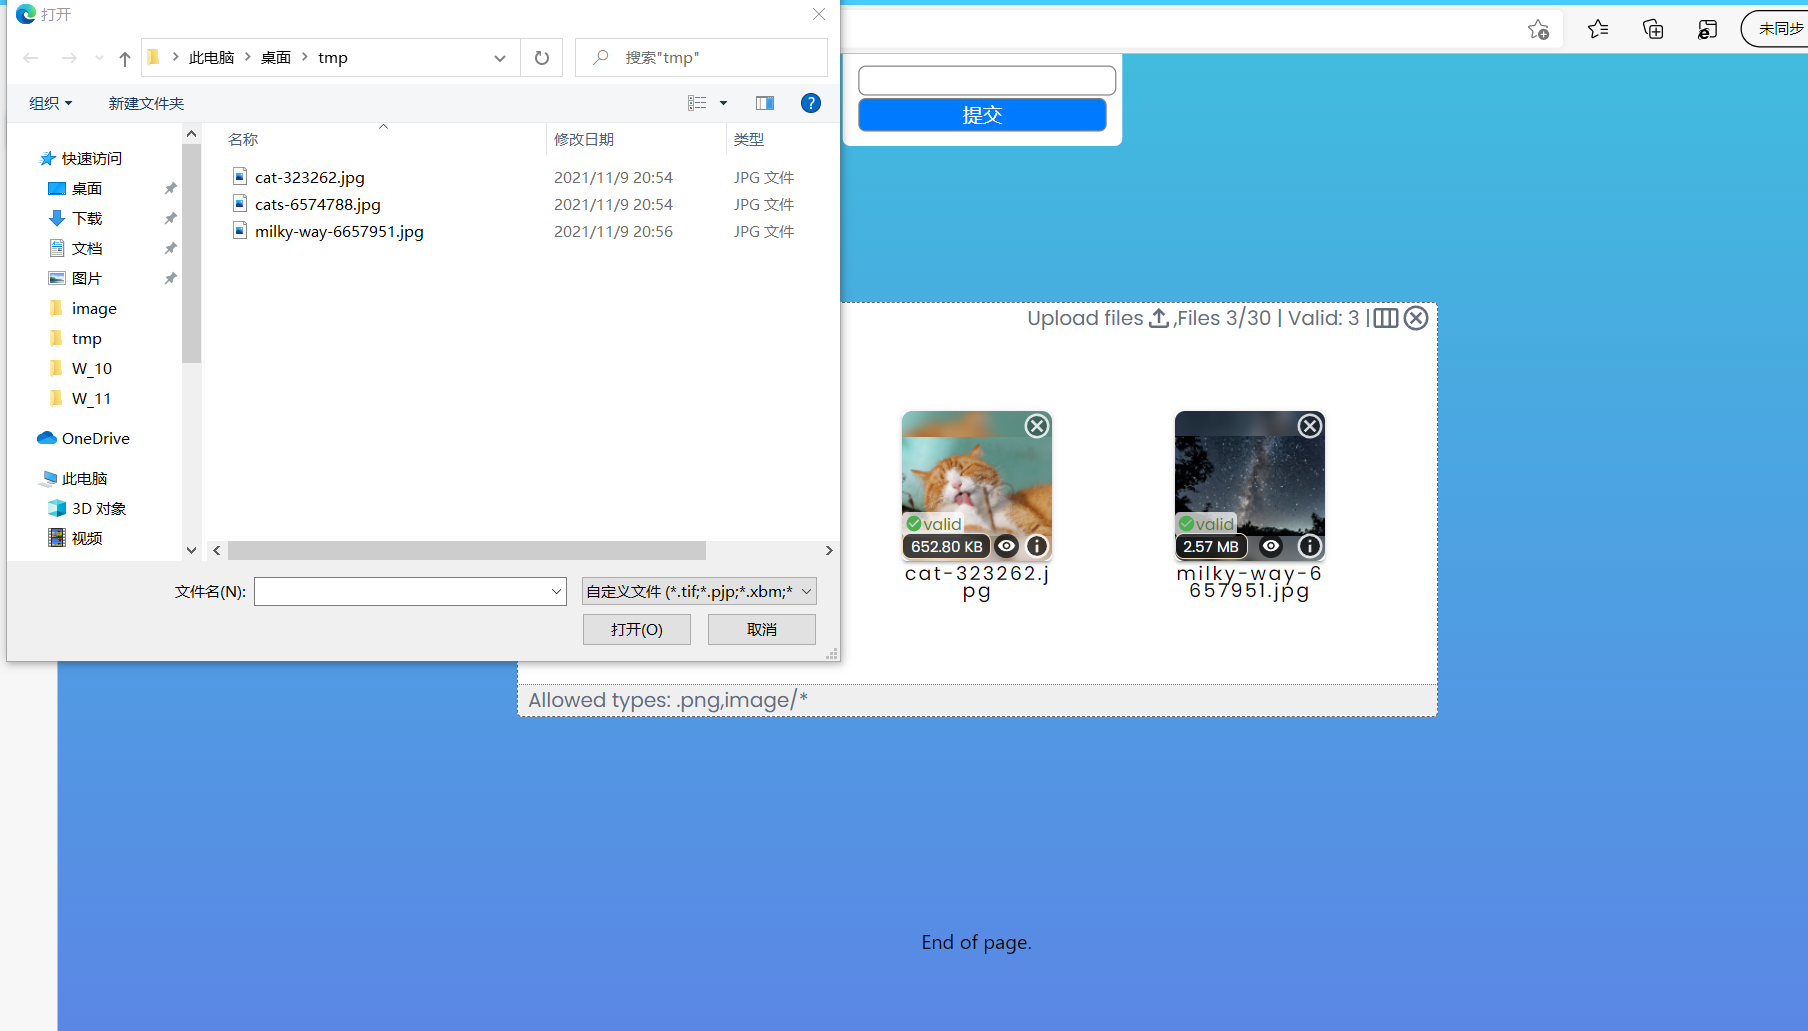 打开
此电脑 桌面 tmp
搜索"tmp"
未同步
组织
新建文件夹
?
提交
名称
修改日期
类型
快速访问
桌面
下载
文档
图片
image
tmp
W_10
W_11
OneDrive
此电脑
3D 对象
视频
cat-323262.jpg 2021/11/9 20:54 JPG 文件
cats-6574788.jpg 2021/11/9 20:54 JPG 文件
milky-way-6657951.jpg 2021/11/9 20:56 JPG 文件
文件名(N):
自定义文件 (*.tif;*.pjp;*.xbm;*
打开(O)
取消
Upload files ,Files 3/30 | Valid: 3 |
valid
652.80 KB
cat-323262.j
pg
valid
2.57 MB
milky-way-6
657951.jpg
Allowed types: .png,image/*
End of page.